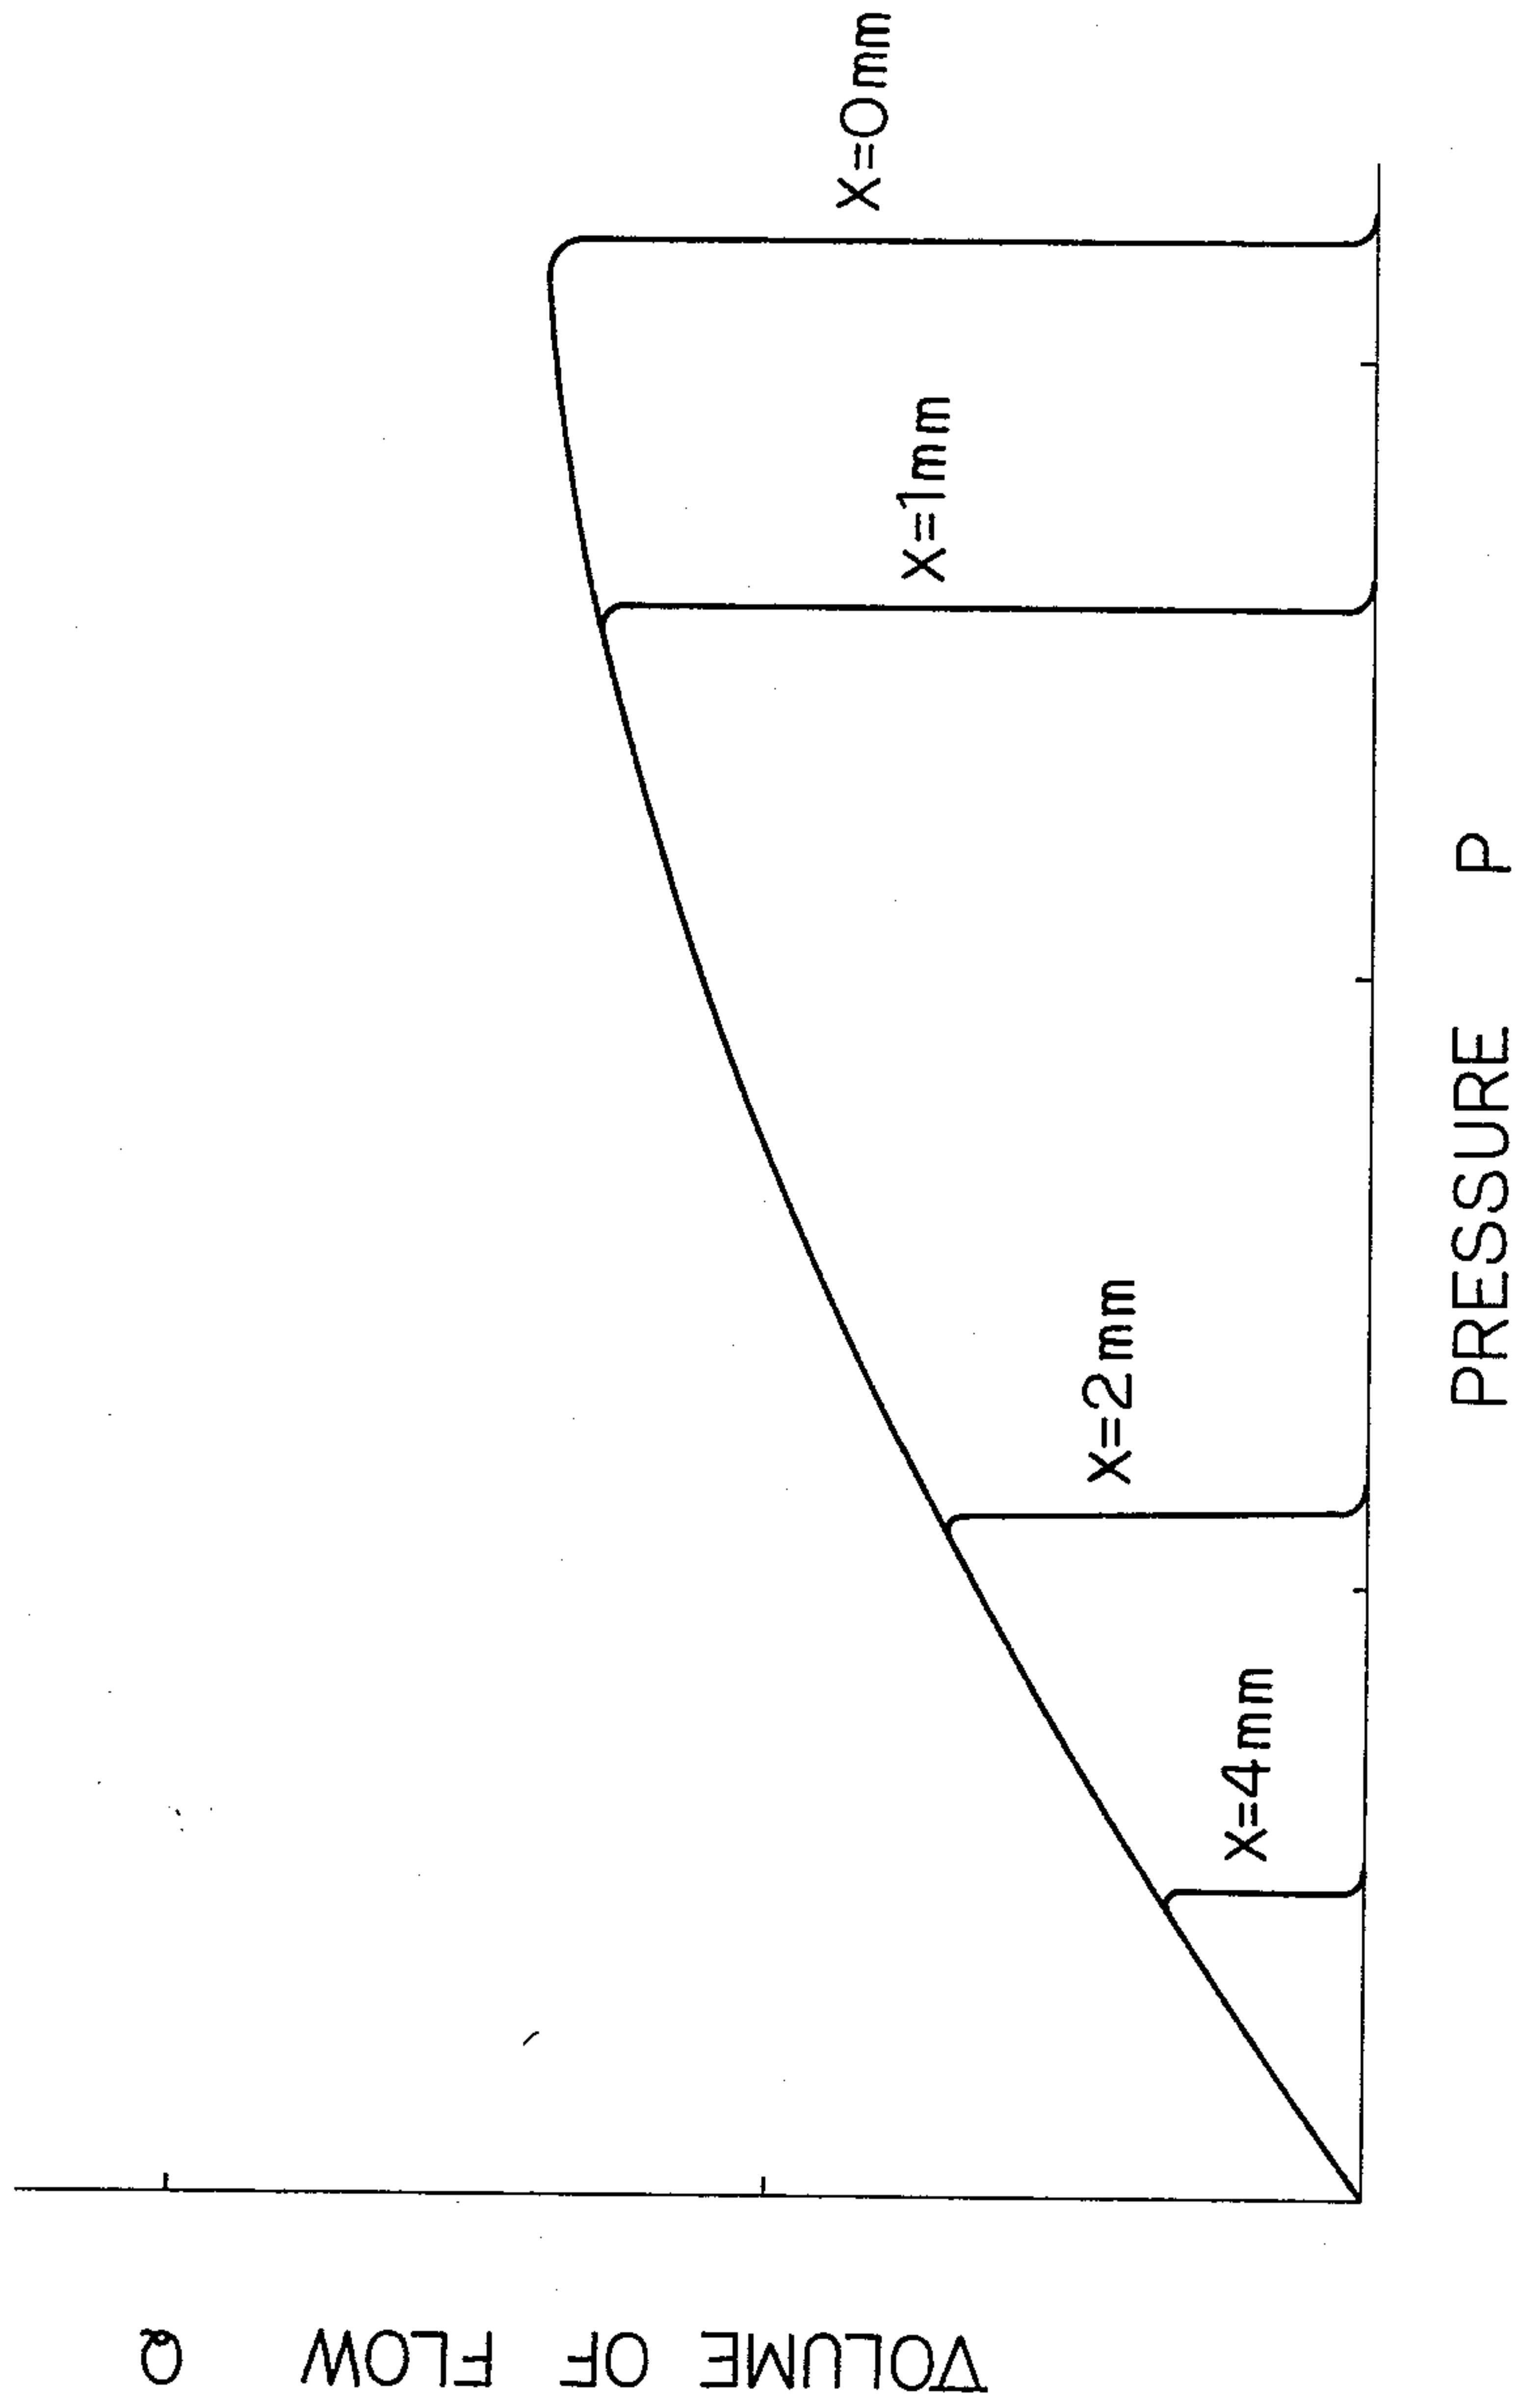 VOLUME OF FLOW Q
X=4mm
X=2mm
X=1mm
X=0mm
PRESSURE P